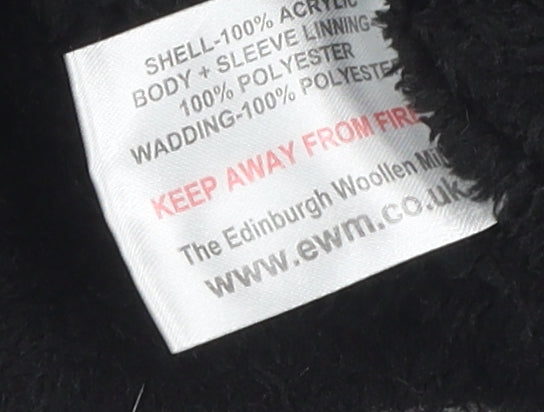 SHELL-100% ACRYLIC
BODY + SLEEVE LINNING-
100% POLYESTER
WADDING-100% POLYESTER
KEEP AWAY FROM FIRE
The Edinburgh Woollen Mill
www.ewm.co.uk